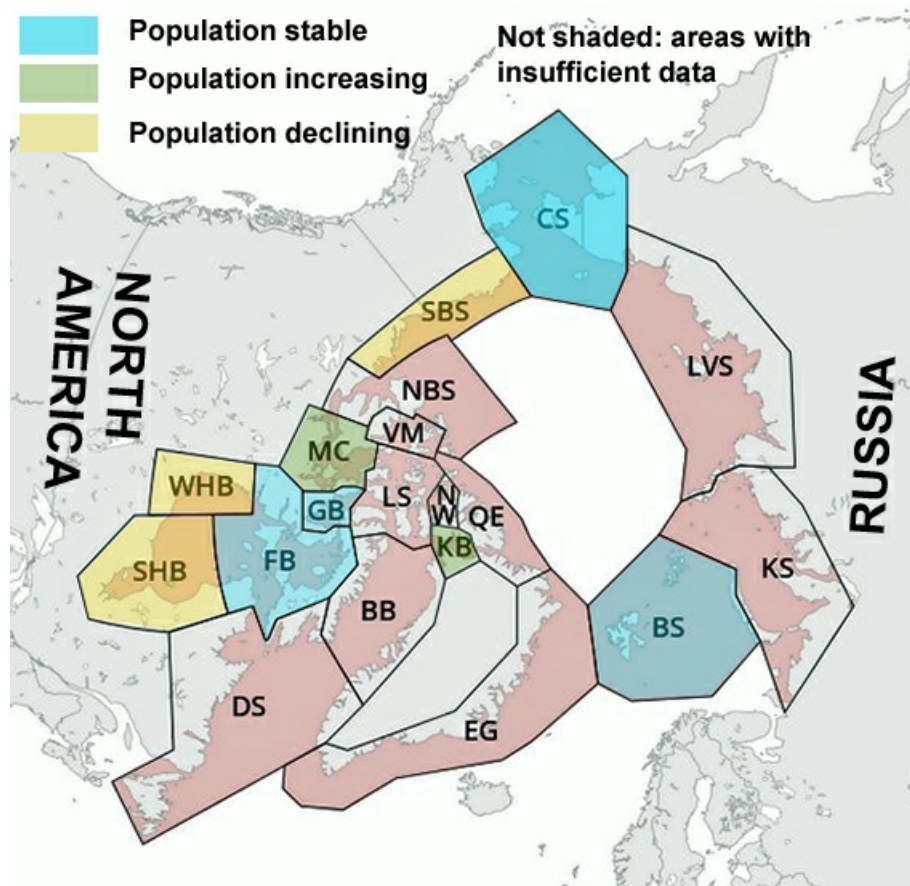 Population stable
Population increasing
Population declining
Not shaded: areas with
insufficient data
CS
SBS
LVS
NBS
NORTH
AMERICA
RUSSIA
VM
MC
WHB
LS
N
W
QE
GB
KB
FB
SHB
KS
BB
BS
DS
EG